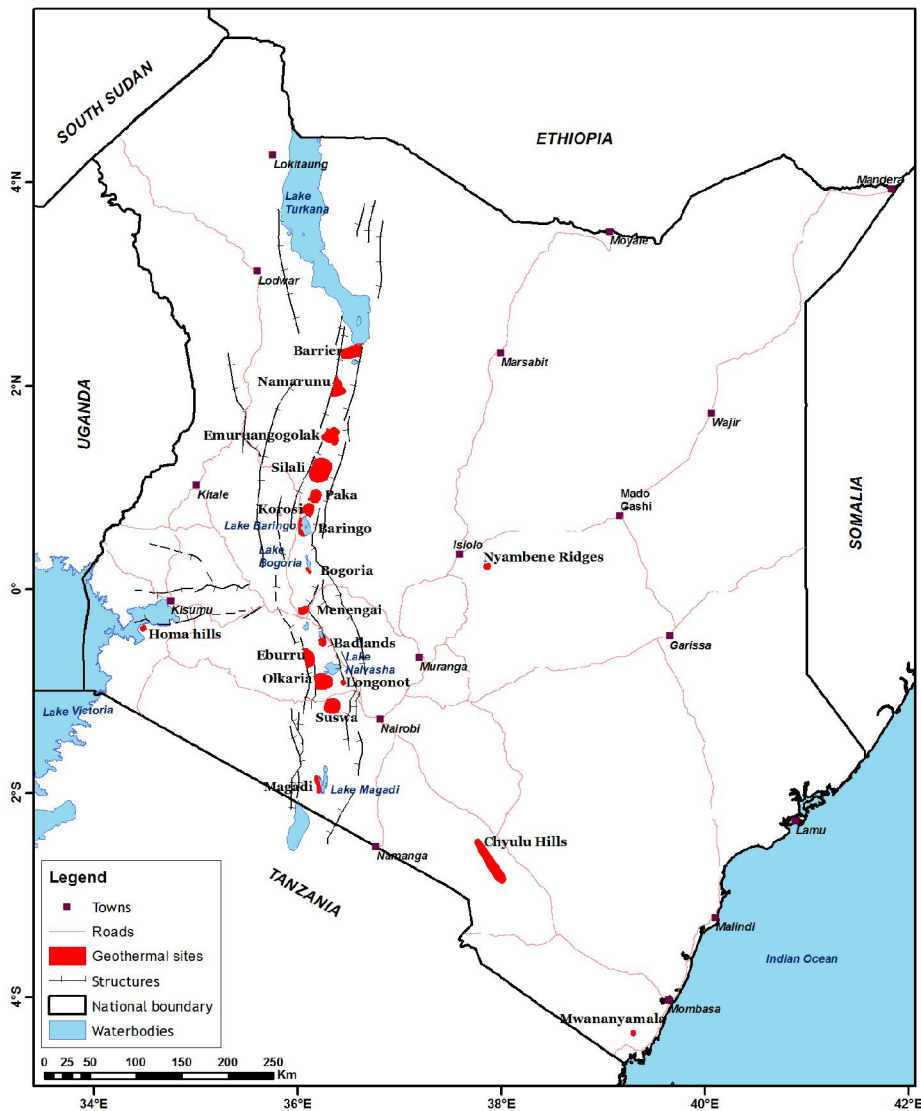 SOUTH SUDAN
ETHIOPIA
Lokitaung
Mandera
4°N
Lake
Turkana
Moyale
Lodwar
Barrier
Marsabit
2°N
Namarunu
UGANDA
Wajir
Emuruangogolak
Silali
Kitale
Paka
SOMALIA
Korosi
Mado
Gashi
Lake Baringo
Baringo
Isiolo
Lake
Bogoria
Nyambene Ridges
Bogoria
0°
Kisumu
Menengai
Homa hills
Badlands
Garissa
Eburru
Lake
Naivasha
Muranga
Olkaria
Longonot
Lake Victoria
Suswa
Nairobi
Magadi
Lake Magadi
2°S
Lamu
Namanga
Chyulu Hills
TANZANIA
Malindi
Indian Ocean
4°S
Mombasa
Mwananyamala
Legend
Towns
Roads
Geothermal sites
Structures
National boundary
Waterbodies
0 25 50 100 150 200 250
Km
34°E 36°E 38°E 40°E 42°E